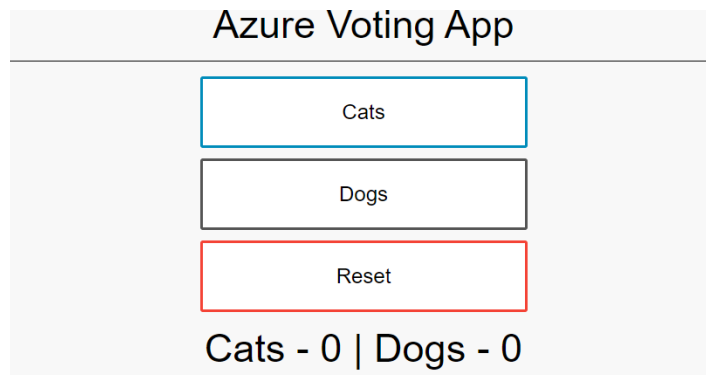 Azure Voting App
Cats
Dogs
Reset
Cats - 0 | Dogs - 0